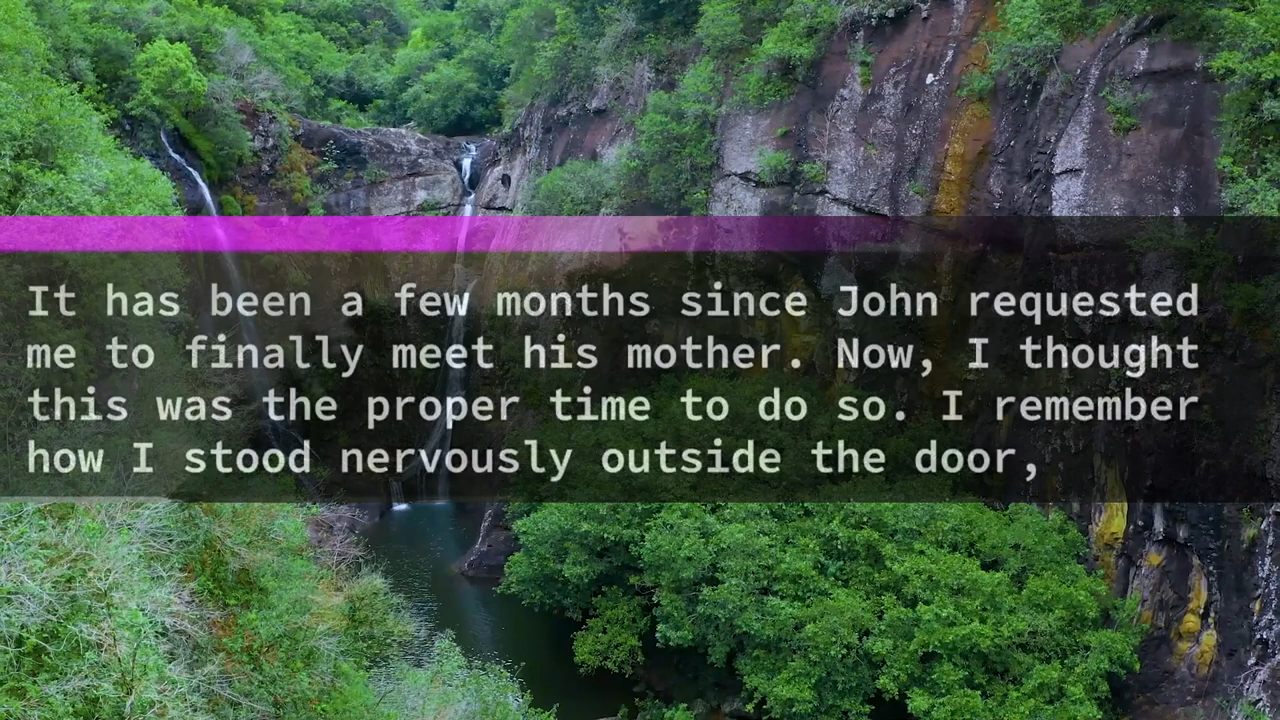 It has been a few months since John requested
me to finally meet his mother. Now, I thought
this was the proper time to do so. I remember
how I stood nervously outside the door,